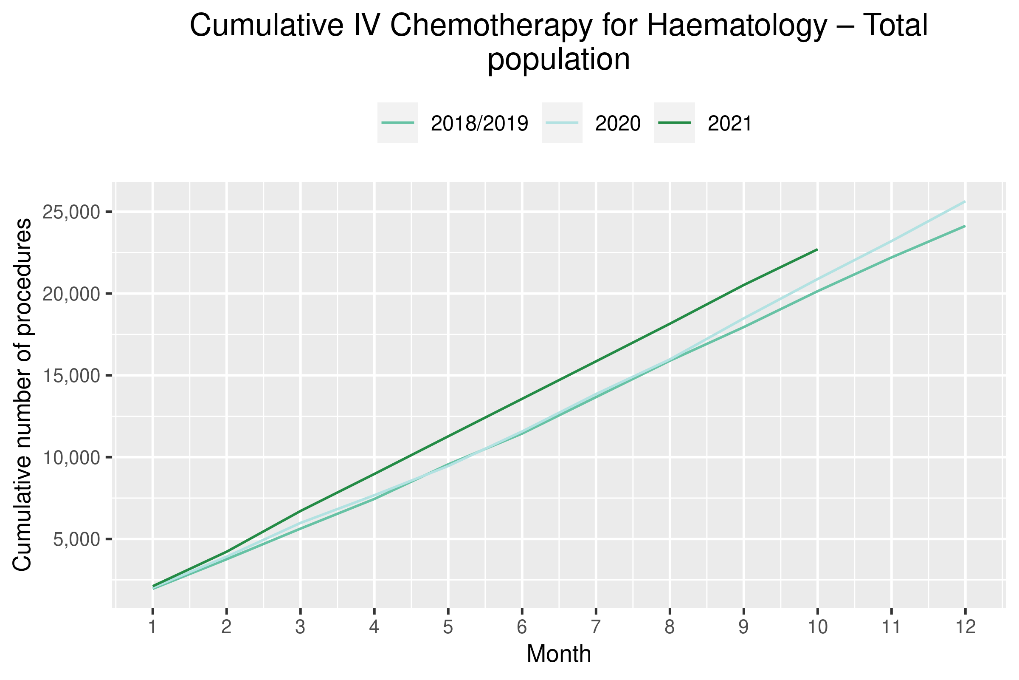 Cumulative IV Chemotherapy for Haematology – Total
population
2018/2019 2020 2021
Cumulative number of procedures
25,000
20,000
15,000
10,000
5,000
1 2 3 4 5 6 7 8 9 10 11 12
Month